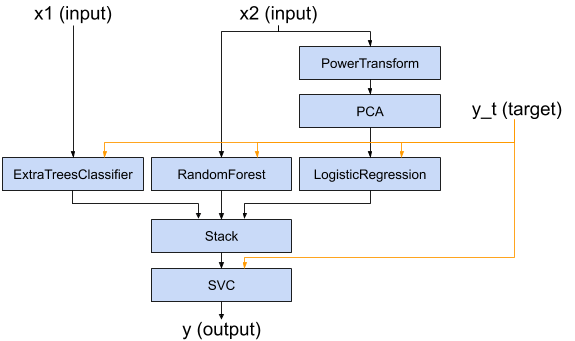 x1 (input)
x2 (input)
PowerTransform
PCA
y_t (target)
ExtraTreesClassifier
RandomForest
LogisticRegression
Stack
SVC
y (output)